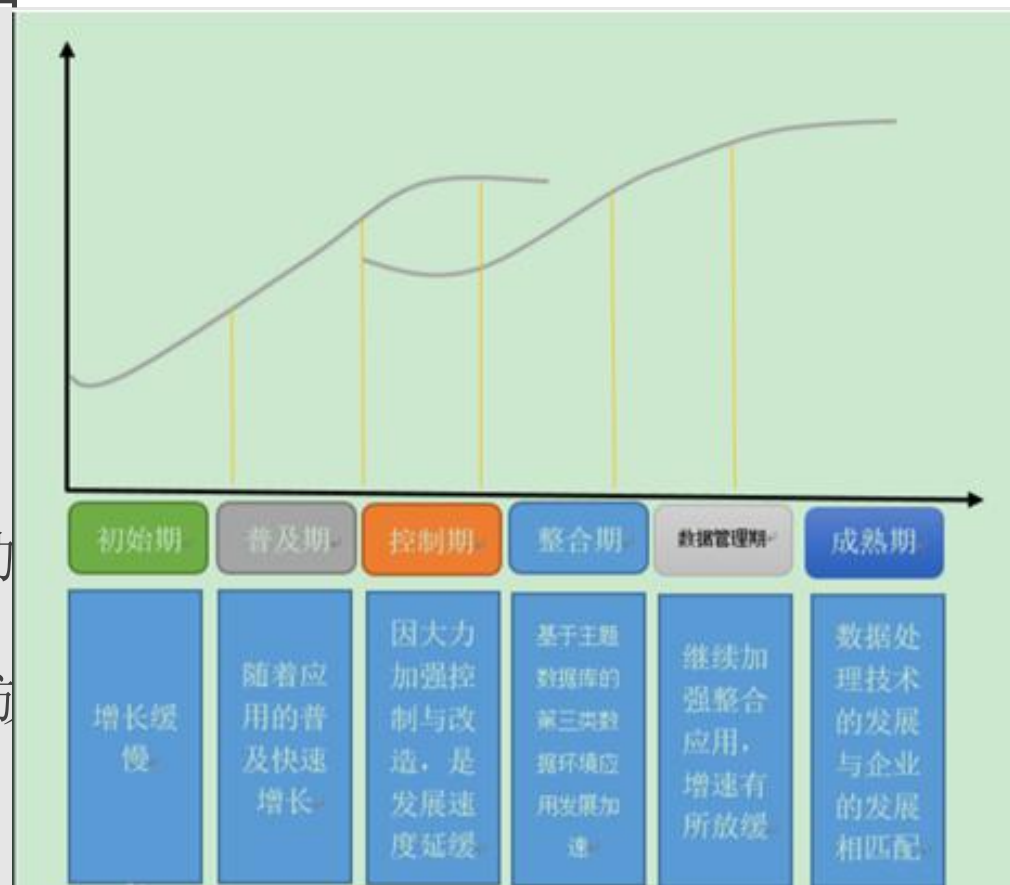 初始期
普及期
控制期
整合期
数据管理期
成熟期
增长缓
慢
随着应
用的普
及快速
增长
因大力
加强控
制与改
造，是
发展速
度延缓
基于主题
数据库的
第三类数
据环境应
用发展加
速
继续加
强整合
应用，
增速有
所放缓
数据处
理技术
的发展
与企业
的发展
相匹配